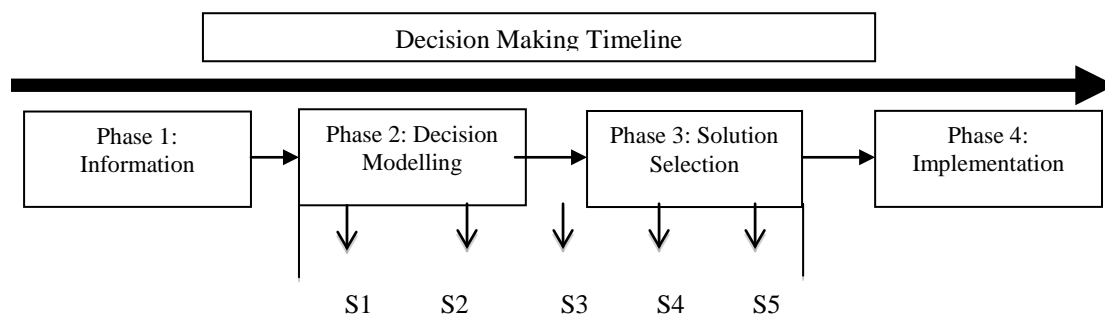 Decision Making Timeline
Phase 1:
Information
Phase 2: Decision
Modelling
Phase 3: Solution
Selection
Phase 4:
Implementation
S1 S2 S3 S4 S5